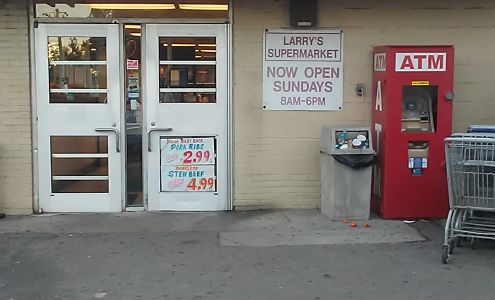 LARRY'S
SUPERMARKET
NOW OPEN
SUNDAYS
8AM-6PM
ATM
PORK RIBS
2.99
STEW BEEF
4.99